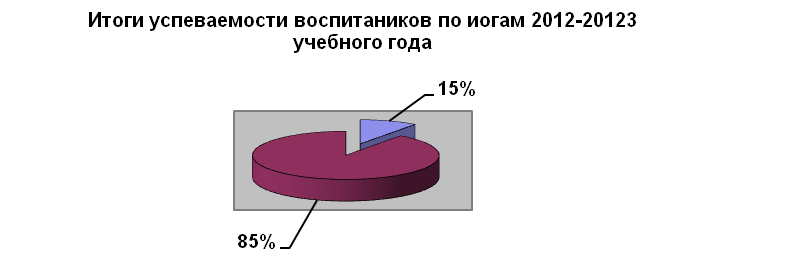 Итоги успеваемости воспитаников по иогам 2012-20123
учебного года
15%
85%